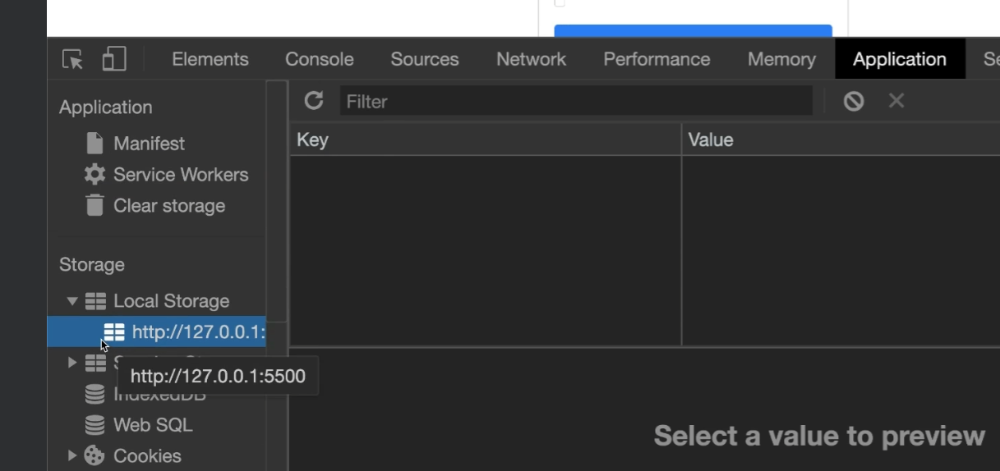 Elements Console Sources Network Performance Memory Application
Application
Filter
Key Value
Manifest
Service Workers
Clear storage
Storage
Local Storage
http://127.0.0.1:
http://127.0.0.1:5500
IndexedDB
Web SQL
Cookies
Select a value to preview